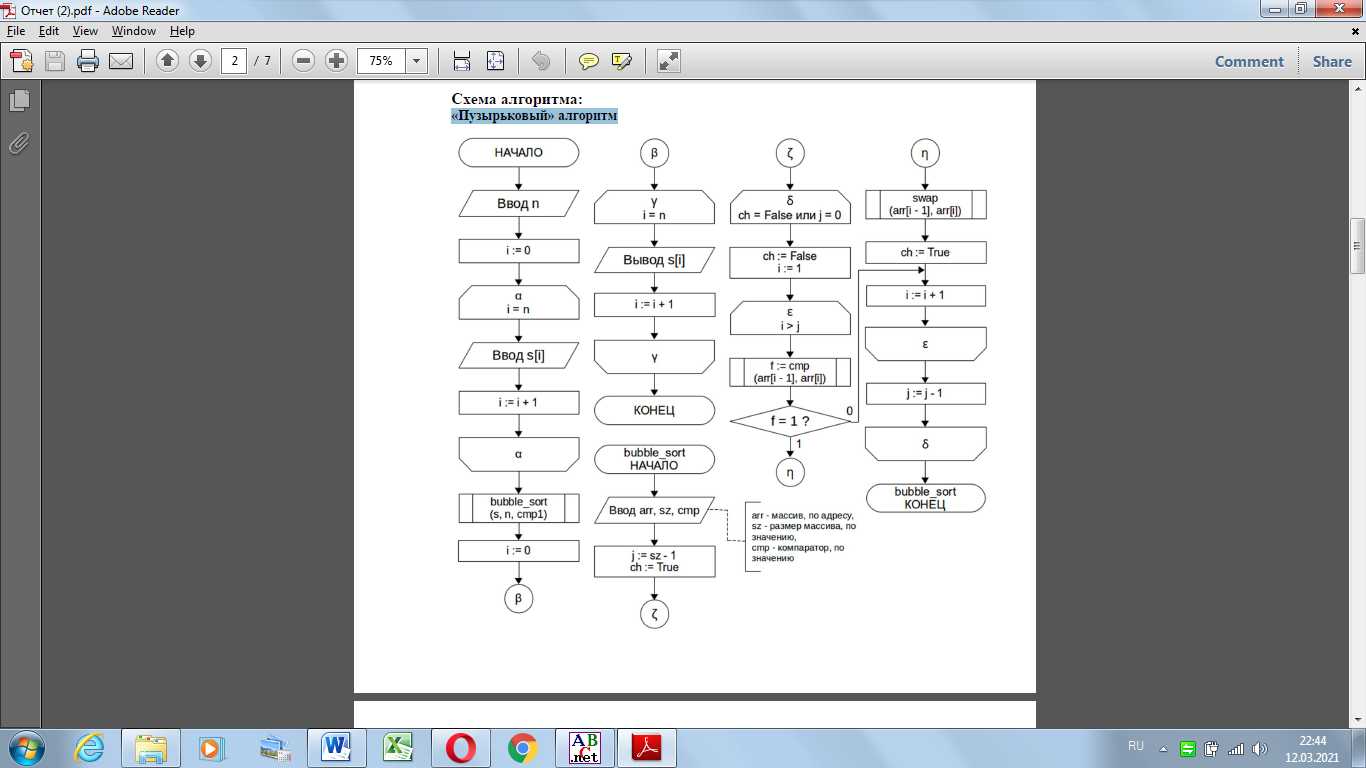 Отчет (2).pdf - Adobe Reader
File Edit View Window Help
2 / 7 75% Comment Share
Схема алгоритма:
«Пузырьковый» алгоритм
НАЧАЛО
Ввод n
i := 0
α
i = n
Ввод s[i]
i := i + 1
α
bubble_sort
(s, n, cmp1)
i := 0
β
β
γ
i = n
Вывод s[i]
i := i + 1
γ
КОНЕЦ
bubble_sort
НАЧАЛО
Ввод arr, sz, cmp
arr - массив, по адресу,
sz - размер массива, по
значению,
cmp - компаратор, по
значению
j := sz - 1
ch := True
ζ
ζ
δ
ch = False или j = 0
ch := False
i := 1
ε
i > j
f := cmp
(arr[i - 1], arr[i])
f = 1 ?
0
1
η
η
swap
(arr[i - 1], arr[i])
ch := True
i := i + 1
ε
j := j - 1
δ
bubble_sort
КОНЕЦ
ABC.net
RU
22:44
12.03.2021